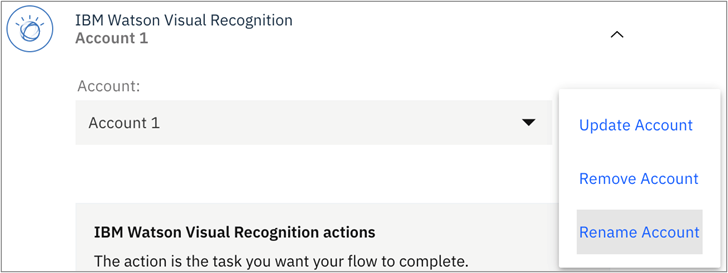 IBM Watson Visual Recognition
Account 1
Account:
Account 1
Update Account
Remove Account
Rename Account
IBM Watson Visual Recognition actions
The action is the task you want your flow to complete.